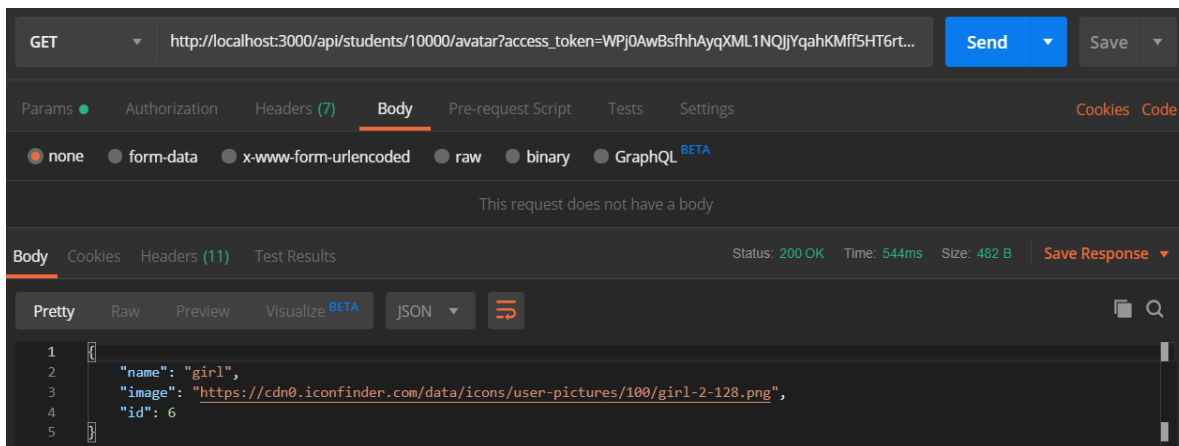 GET http://localhost:3000/api/students/10000/avatar?access_token=WPj0AwBsfhhAyqXML1NQJjYqahKMff5HT6rt... Send Save
Params Authorization Headers (7) Body Pre-request Script Tests Settings Cookies Code
none form-data x-www-form-urlencoded raw binary GraphQL BETA
This request does not have a body
Body Cookies Headers (11) Test Results Status: 200 OK Time: 544ms Size: 482 B Save Response
Pretty Raw Preview Visualize BETA JSON
1 {
2 "name": "girl",
3 "image": "https://cdn0.iconfinder.com/data/icons/user-pictures/100/girl-2-128.png",
4 "id": 6
5 }